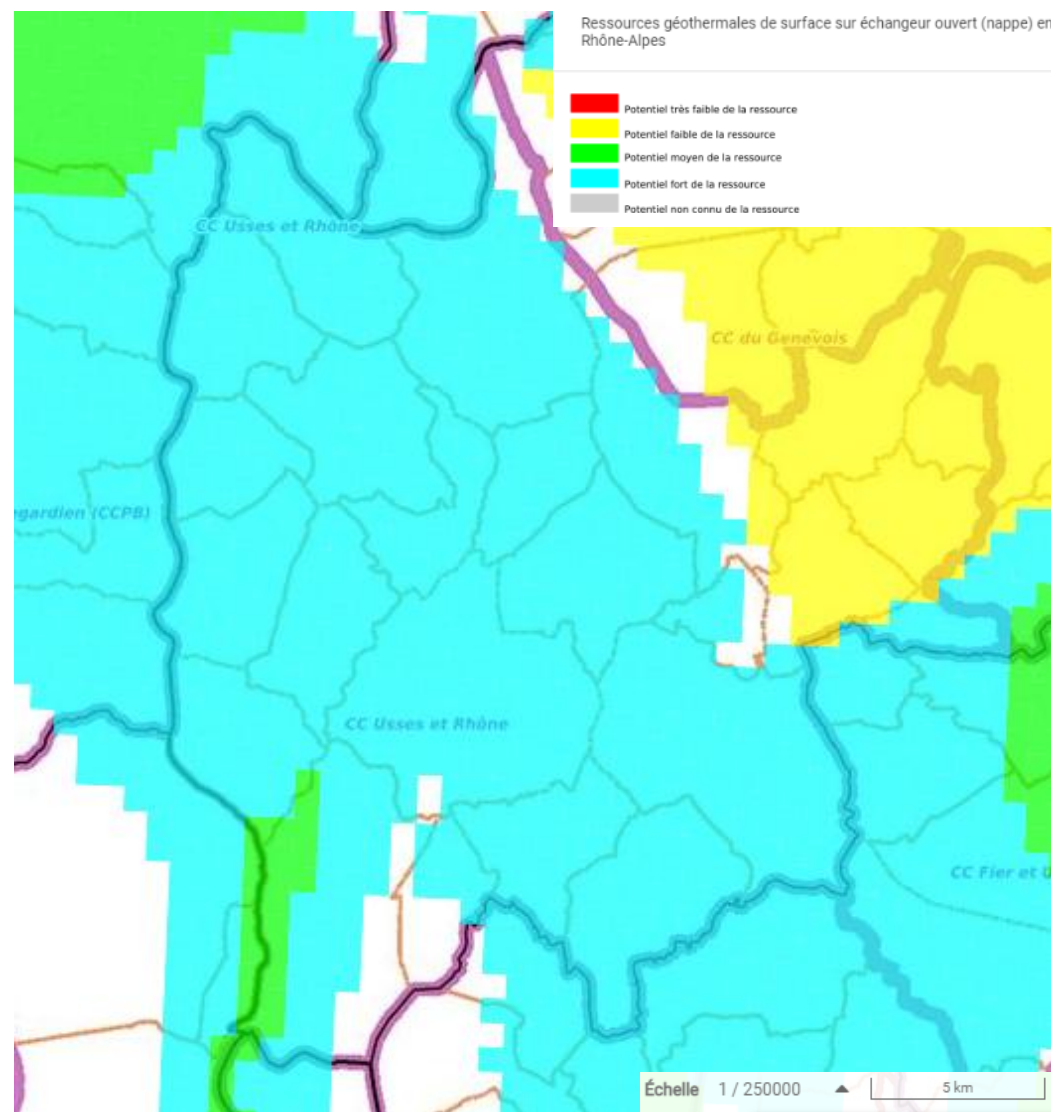 Ressources géothermales de surface sur échangeur ouvert (nappe) en
Rhône-Alpes
Potentiel très faible de la ressource
Potentiel faible de la ressource
Potentiel moyen de la ressource
Potentiel fort de la ressource
Potentiel non connu de la ressource
CC Usses et Rhône
CC du Genevois
egardien (CCPB)
CC Usses et Rhône
CC Fier et U
Échelle 1 / 250000 5 km